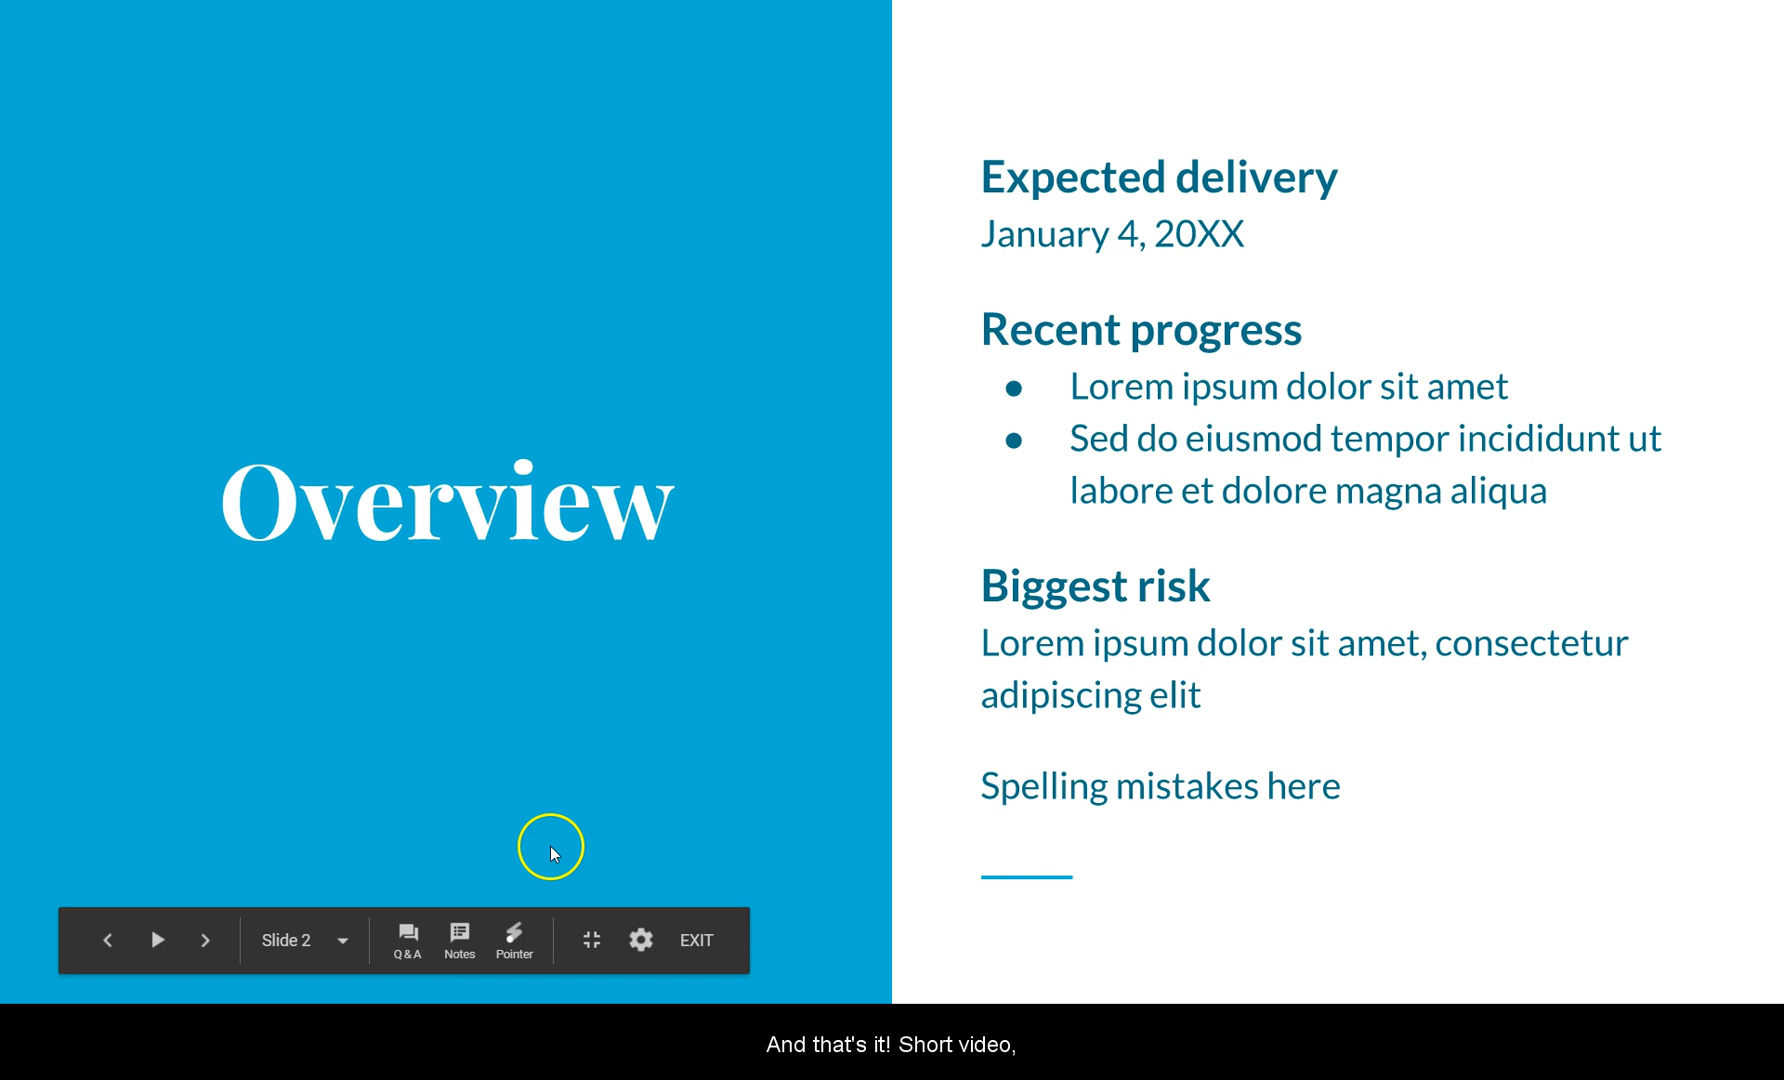 Overview
Expected delivery
January 4, 20XX
Recent progress
● Lorem ipsum dolor sit amet
● Sed do eiusmod tempor incididunt ut
labore et dolore magna aliqua
Biggest risk
Lorem ipsum dolor sit amet, consectetur
adipiscing elit
Spelling mistakes here
Slide 2
Q & A
Notes
Pointer
EXIT
And that's it! Short video,